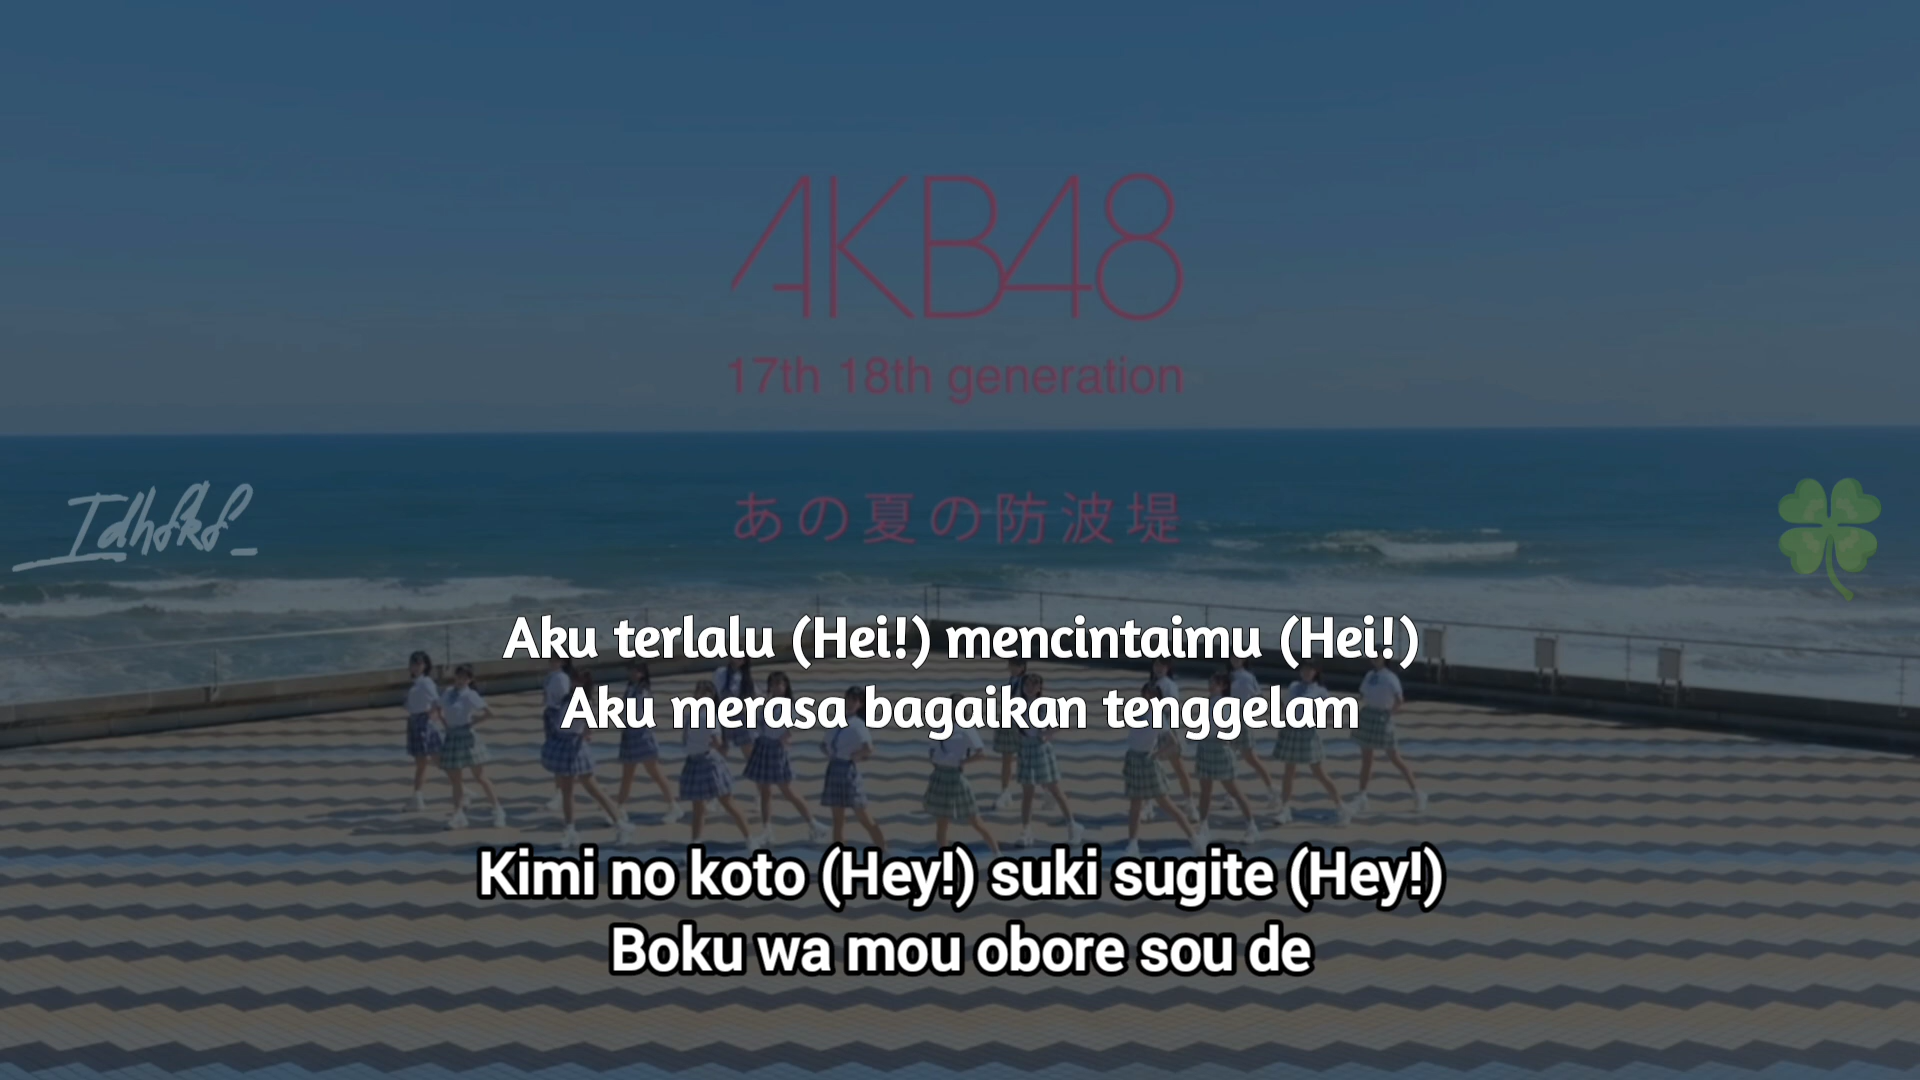 AKB48
17th 18th generation
あの夏の防波堤
Idhoko_
Aku terlalu (Hei!) mencintaimu (Hei!)
Aku merasa bagaikan tenggelam
Kimi no koto (Hey!) suki sugite (Hey!)
Boku wa mou obore sou de